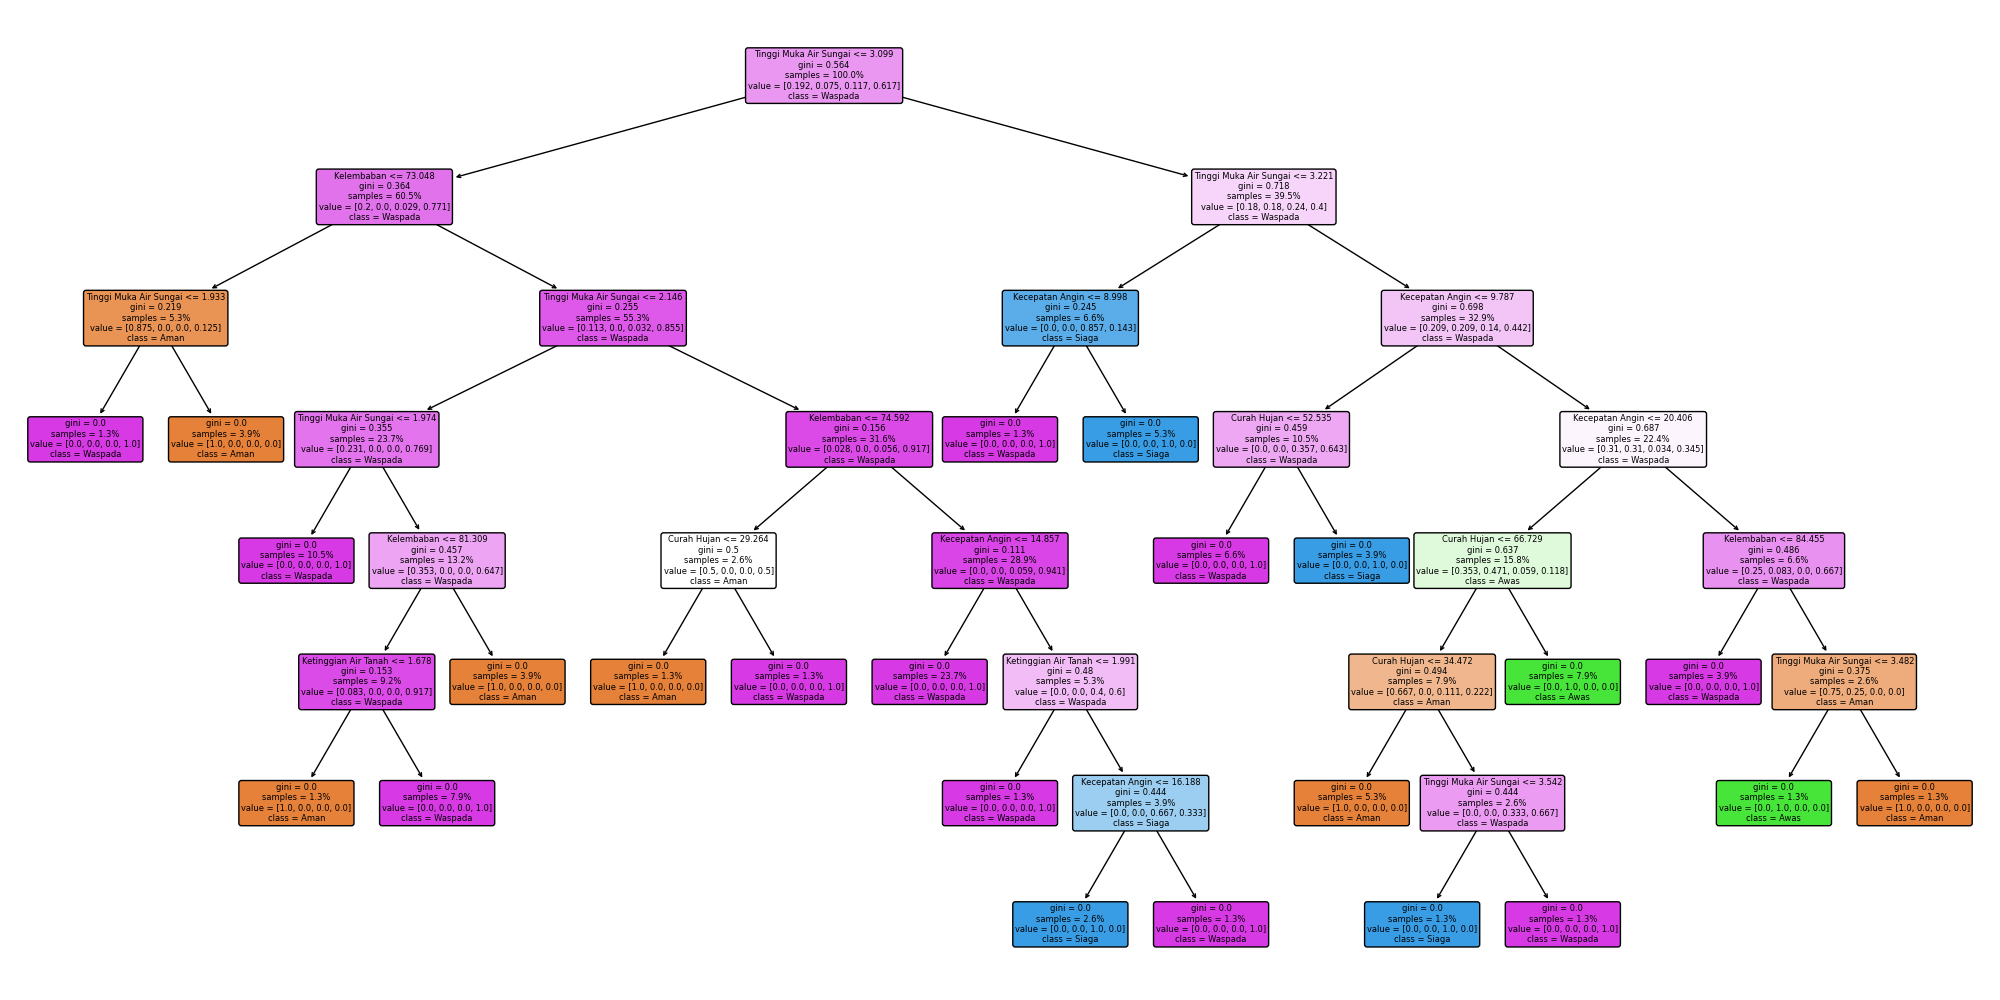 Tinggi Muka Air Sungai <= 3.099
gini = 0.564
samples = 100.0%
value = [0.192, 0.075, 0.117, 0.617]
class = Waspada
Kelembaban <= 73.048
gini = 0.364
samples = 60.5%
value = [0.2, 0.0, 0.029, 0.771]
class = Waspada
Tinggi Muka Air Sungai <= 3.221
gini = 0.718
samples = 39.5%
value = [0.18, 0.18, 0.24, 0.4]
class = Waspada
Tinggi Muka Air Sungai <= 1.933
gini = 0.219
samples = 5.3%
value = [0.875, 0.0, 0.0, 0.125]
class = Aman
Tinggi Muka Air Sungai <= 2.146
gini = 0.255
samples = 55.3%
value = [0.113, 0.0, 0.032, 0.855]
class = Waspada
Kecepatan Angin <= 8.998
gini = 0.245
samples = 6.6%
value = [0.0, 0.0, 0.857, 0.143]
class = Siaga
Kecepatan Angin <= 9.787
gini = 0.698
samples = 32.9%
value = [0.209, 0.209, 0.14, 0.442]
class = Waspada
gini = 0.0
samples = 1.3%
value = [0.0, 0.0, 0.0, 1.0]
class = Waspada
gini = 0.0
samples = 3.9%
value = [1.0, 0.0, 0.0, 0.0]
class = Aman
Tinggi Muka Air Sungai <= 1.974
gini = 0.355
samples = 23.7%
value = [0.231, 0.0, 0.0, 0.769]
class = Waspada
Kelembaban <= 74.592
gini = 0.156
samples = 31.6%
value = [0.028, 0.0, 0.056, 0.917]
class = Waspada
gini = 0.0
samples = 1.3%
value = [0.0, 0.0, 0.0, 1.0]
class = Waspada
gini = 0.0
samples = 5.3%
value = [0.0, 0.0, 1.0, 0.0]
class = Siaga
Curah Hujan <= 52.535
gini = 0.459
samples = 10.5%
value = [0.0, 0.0, 0.357, 0.643]
class = Waspada
Kecepatan Angin <= 20.406
gini = 0.687
samples = 22.4%
value = [0.31, 0.31, 0.034, 0.345]
class = Waspada
gini = 0.0
samples = 10.5%
value = [0.0, 0.0, 0.0, 1.0]
class = Waspada
Kelembaban <= 81.309
gini = 0.457
samples = 13.2%
value = [0.353, 0.0, 0.0, 0.647]
class = Waspada
Curah Hujan <= 29.264
gini = 0.5
samples = 2.6%
value = [0.5, 0.0, 0.0, 0.5]
class = Aman
Kecepatan Angin <= 14.857
gini = 0.111
samples = 28.9%
value = [0.0, 0.0, 0.059, 0.941]
class = Waspada
gini = 0.0
samples = 6.6%
value = [0.0, 0.0, 0.0, 1.0]
class = Waspada
gini = 0.0
samples = 3.9%
value = [0.0, 0.0, 1.0, 0.0]
class = Siaga
Curah Hujan <= 66.729
gini = 0.637
samples = 15.8%
value = [0.353, 0.471, 0.059, 0.118]
class = Awas
Kelembaban <= 84.455
gini = 0.486
samples = 6.6%
value = [0.25, 0.083, 0.0, 0.667]
class = Waspada
Ketinggian Air Tanah <= 1.678
gini = 0.153
samples = 9.2%
value = [0.083, 0.0, 0.0, 0.917]
class = Waspada
gini = 0.0
samples = 3.9%
value = [1.0, 0.0, 0.0, 0.0]
class = Aman
gini = 0.0
samples = 1.3%
value = [1.0, 0.0, 0.0, 0.0]
class = Aman
gini = 0.0
samples = 1.3%
value = [0.0, 0.0, 0.0, 1.0]
class = Waspada
gini = 0.0
samples = 23.7%
value = [0.0, 0.0, 0.0, 1.0]
class = Waspada
Ketinggian Air Tanah <= 1.991
gini = 0.48
samples = 5.3%
value = [0.0, 0.0, 0.4, 0.6]
class = Waspada
Curah Hujan <= 34.472
gini = 0.494
samples = 7.9%
value = [0.667, 0.0, 0.111, 0.222]
class = Aman
gini = 0.0
samples = 7.9%
value = [0.0, 1.0, 0.0, 0.0]
class = Awas
gini = 0.0
samples = 3.9%
value = [0.0, 0.0, 0.0, 1.0]
class = Waspada
Tinggi Muka Air Sungai <= 3.482
gini = 0.375
samples = 2.6%
value = [0.75, 0.25, 0.0, 0.0]
class = Aman
gini = 0.0
samples = 1.3%
value = [1.0, 0.0, 0.0, 0.0]
class = Aman
gini = 0.0
samples = 7.9%
value = [0.0, 0.0, 0.0, 1.0]
class = Waspada
gini = 0.0
samples = 1.3%
value = [0.0, 0.0, 0.0, 1.0]
class = Waspada
Kecepatan Angin <= 16.188
gini = 0.444
samples = 3.9%
value = [0.0, 0.0, 0.667, 0.333]
class = Siaga
gini = 0.0
samples = 5.3%
value = [1.0, 0.0, 0.0, 0.0]
class = Aman
Tinggi Muka Air Sungai <= 3.542
gini = 0.444
samples = 2.6%
value = [0.0, 0.0, 0.333, 0.667]
class = Waspada
gini = 0.0
samples = 1.3%
value = [0.0, 1.0, 0.0, 0.0]
class = Awas
gini = 0.0
samples = 1.3%
value = [1.0, 0.0, 0.0, 0.0]
class = Aman
gini = 0.0
samples = 2.6%
value = [0.0, 0.0, 1.0, 0.0]
class = Siaga
gini = 0.0
samples = 1.3%
value = [0.0, 0.0, 0.0, 1.0]
class = Waspada
gini = 0.0
samples = 1.3%
value = [0.0, 0.0, 1.0, 0.0]
class = Siaga
gini = 0.0
samples = 1.3%
value = [0.0, 0.0, 0.0, 1.0]
class = Waspada